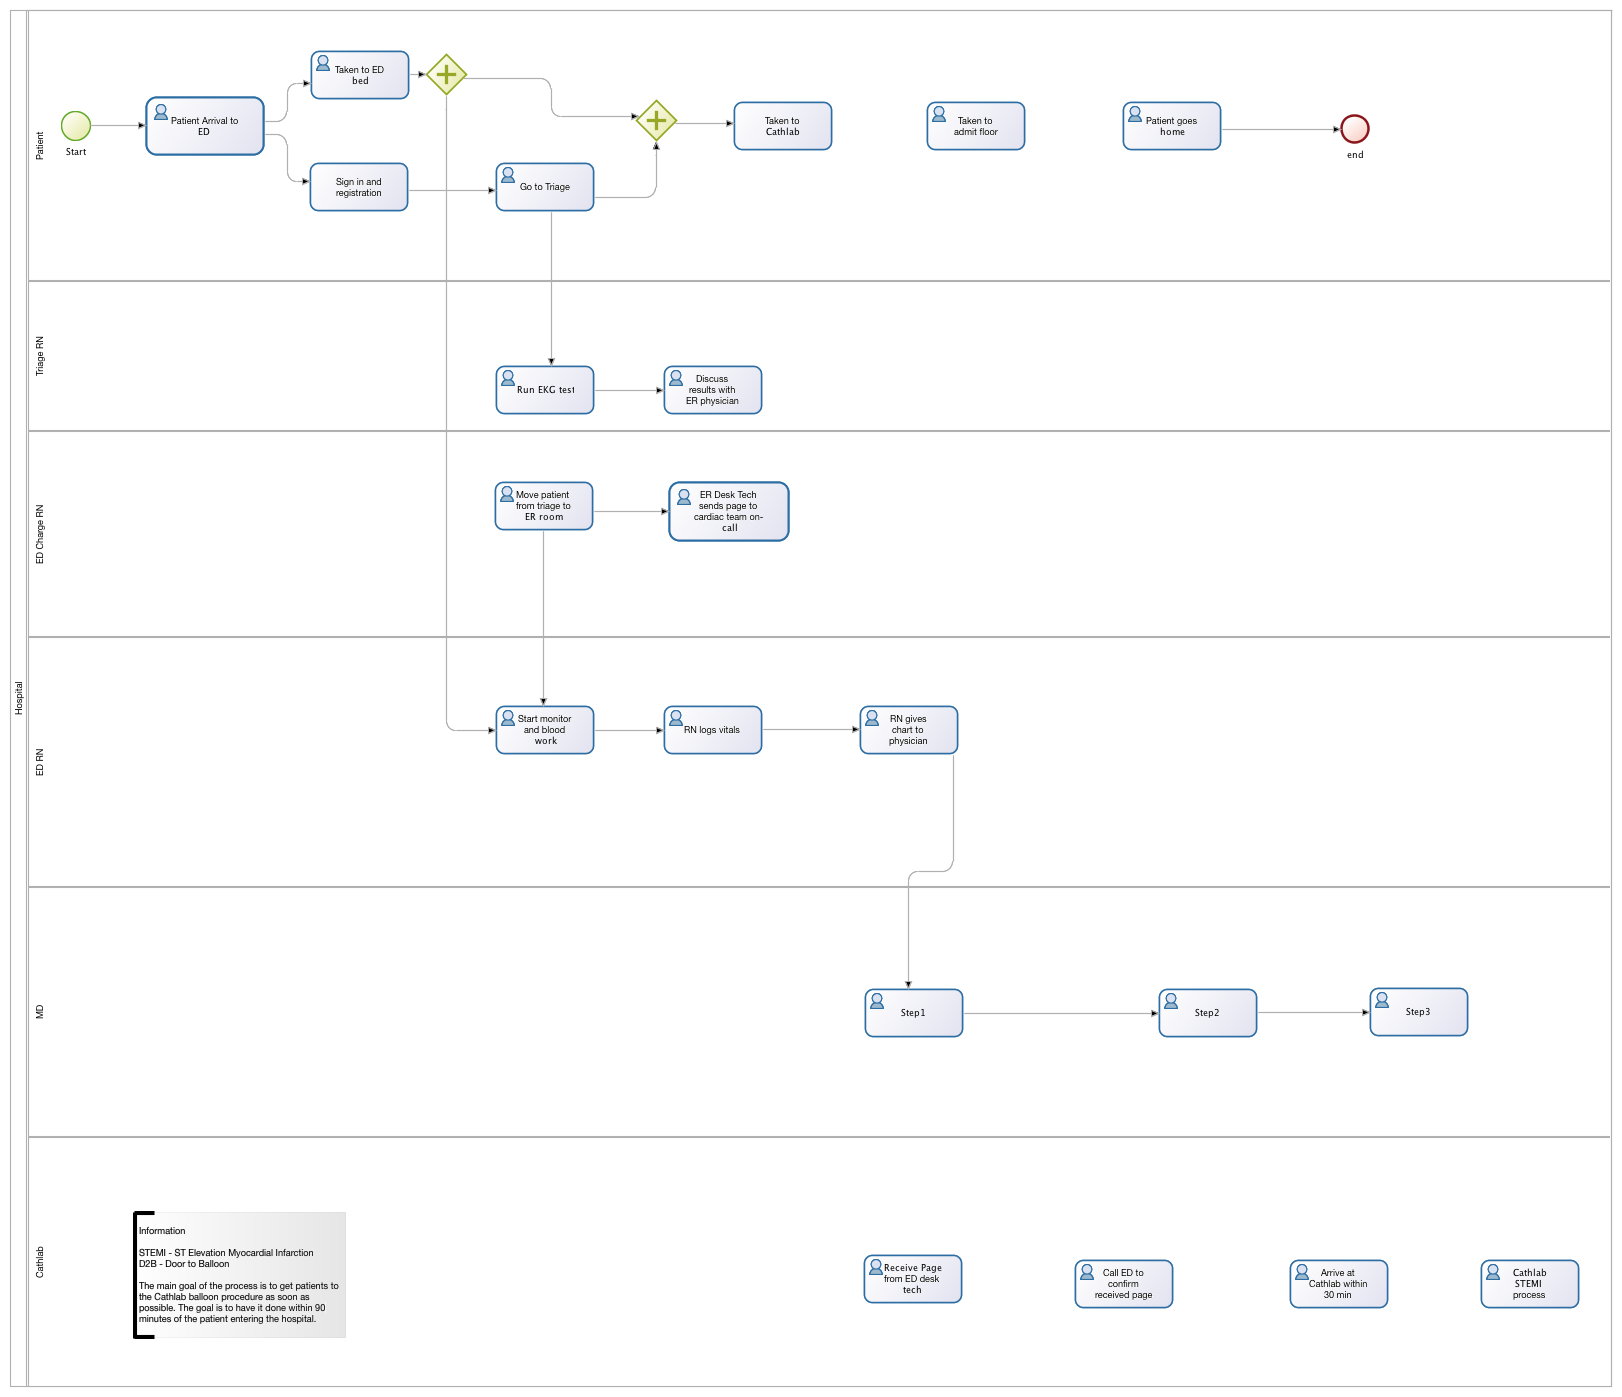 Hospital
Patient
Start
Patient Arrival to
ED
Taken to ED
bed
Sign in and
registration
Go to Triage
Taken to
Cathlab
Taken to
admit floor
Patient goes
home
end
Triage RN
Run EKG test
Discuss
results with
ER physician
ED Charge RN
Move patient
from triage to
ER room
ER Desk Tech
sends page to
cardiac team on-
call
ED RN
Start monitor
and blood
work
RN logs vitals
RN gives
chart to
physician
MD
Step1
Step2
Step3
Cathlab
Information
STEMI - ST Elevation Myocardial Infarction
D2B - Door to Balloon
The main goal of the process is to get patients to
the Cathlab balloon procedure as soon as
possible. The goal is to have it done within 90
minutes of the patient entering the hospital.
Receive Page
from ED desk
tech
Call ED to
confirm
received page
Arrive at
Cathlab within
30 min
Cathlab
STEMI
process